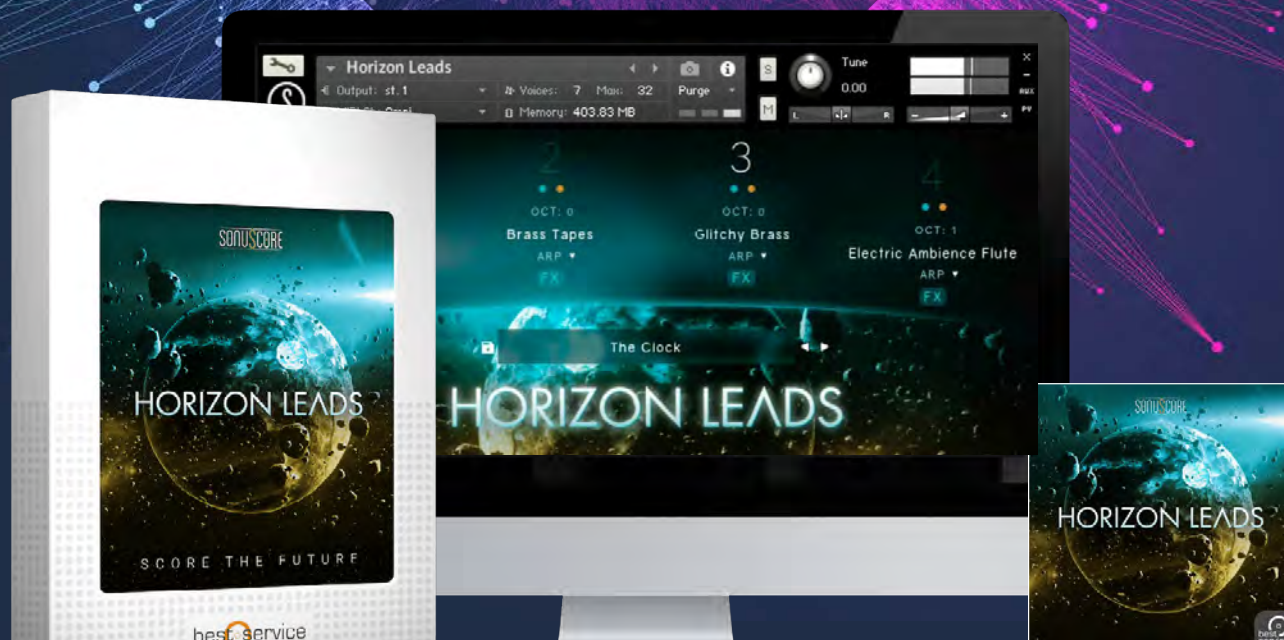 Horizon Leads
Output: st. 1
Voices: 7 Max: 32
Purge
Memory: 403.83 MB
S
M
Tune
0.00
L
R
-
+
×
-
AUX
PV
2
OCT: 0
Brass Tapes
ARP
FX
3
OCT: 0
Glitchy Brass
ARP
FX
4
OCT: 1
Electric Ambience Flute
ARP
FX
The Clock
HORIZON LEADS
SONUSCORE
HORIZON LEADS
SCORE THE FUTURE
best service
SONUSCORE
HORIZON LEADS